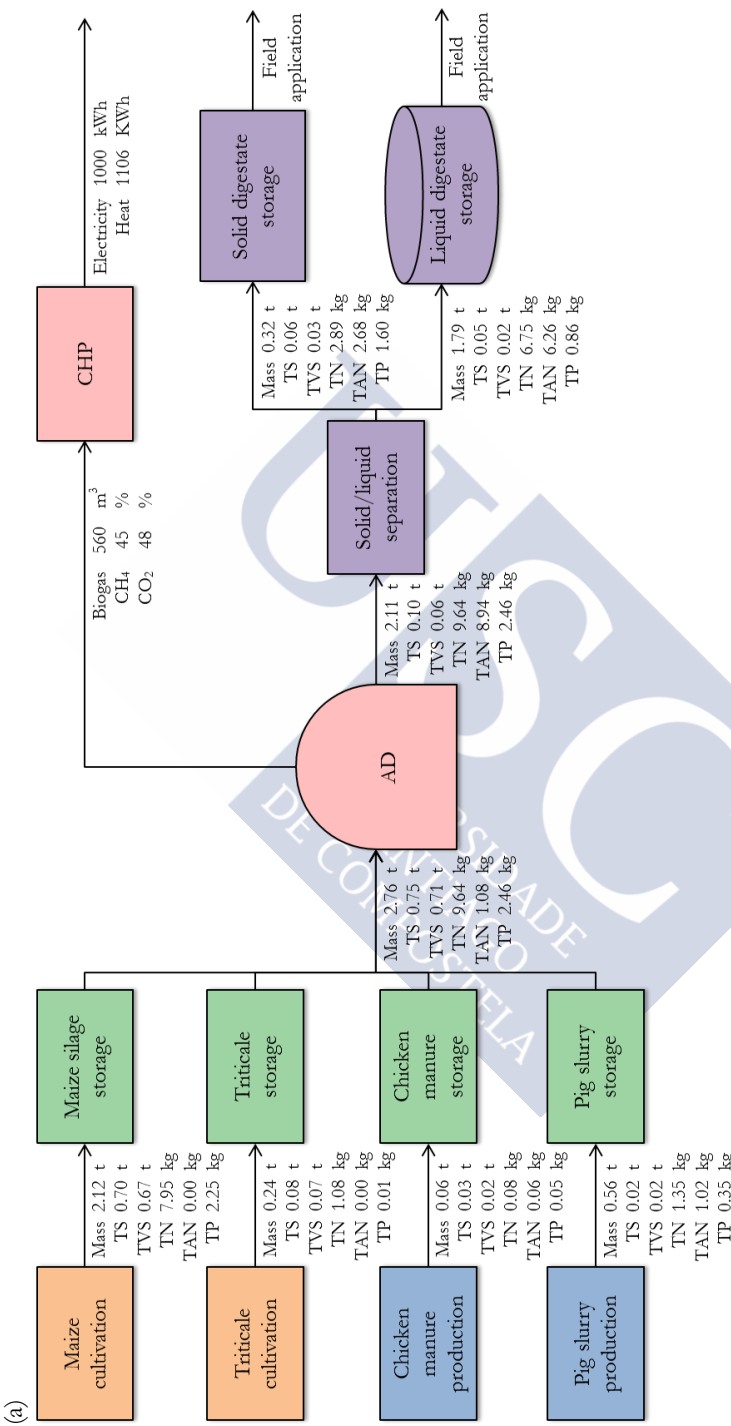 (a)
Maize
cultivation
Mass 2.12 t
TS 0.70 t
TVS 0.67 t
TN 7.95 kg
TAN 0.00 kg
TP 2.25 kg
Maize silage
storage
Triticale
cultivation
Mass 0.24 t
TS 0.08 t
TVS 0.07 t
TN 1.08 kg
TAN 0.00 kg
TP 0.01 kg
Triticale
storage
Chicken
manure
production
Mass 0.06 t
TS 0.03 t
TVS 0.02 t
TN 0.08 kg
TAN 0.06 kg
TP 0.05 kg
Chicken
manure
storage
Pig slurry
production
Mass 0.56 t
TS 0.02 t
TVS 0.02 t
TN 1.35 kg
TAN 1.02 kg
TP 0.35 kg
Pig slurry
storage
Mass 2.76 t
TS 0.75 t
TVS 0.71 t
TN 9.64 kg
TAN 1.08 kg
TP 2.46 kg
AD
Biogas 560 m³
CH₄ 45 %
CO₂ 48 %
CHP
Electricity 1000 kWh
Heat 1106 KWh
Mass 2.11 t
TS 0.10 t
TVS 0.06 t
TN 9.64 kg
TAN 8.94 kg
TP 2.46 kg
Solid/liquid
separation
Mass 0.32 t
TS 0.06 t
TVS 0.03 t
TN 2.89 kg
TAN 2.68 kg
TP 1.60 kg
Solid digestate
storage
Field
application
Mass 1.79 t
TS 0.05 t
TVS 0.02 t
TN 6.75 kg
TAN 6.26 kg
TP 0.86 kg
Liquid digestate
storage
Field
application
USC
DE
DE COMPOSTELA